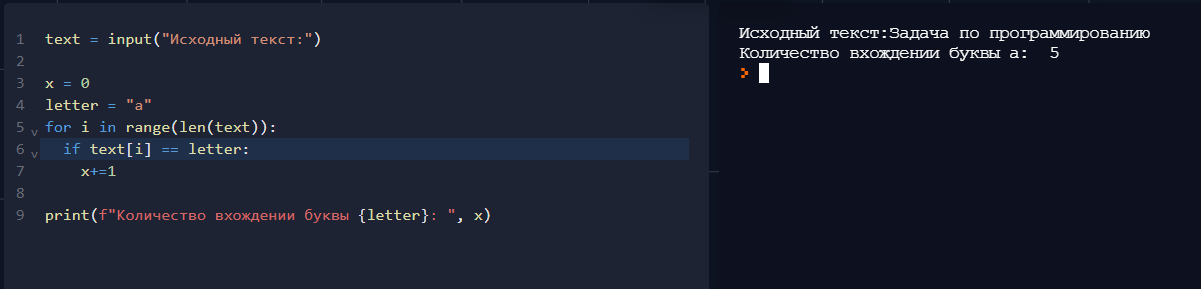 1 text = input("Исходный текст:")
2
3 x = 0
4 letter = "а"
5 for i in range(len(text)):
6 if text[i] == letter:
7 x+=1
8
9 print(f"Количество вхождении буквы {letter}: ", x)
Исходный текст:Задача по программированию
Количество вхождении буквы а:  5